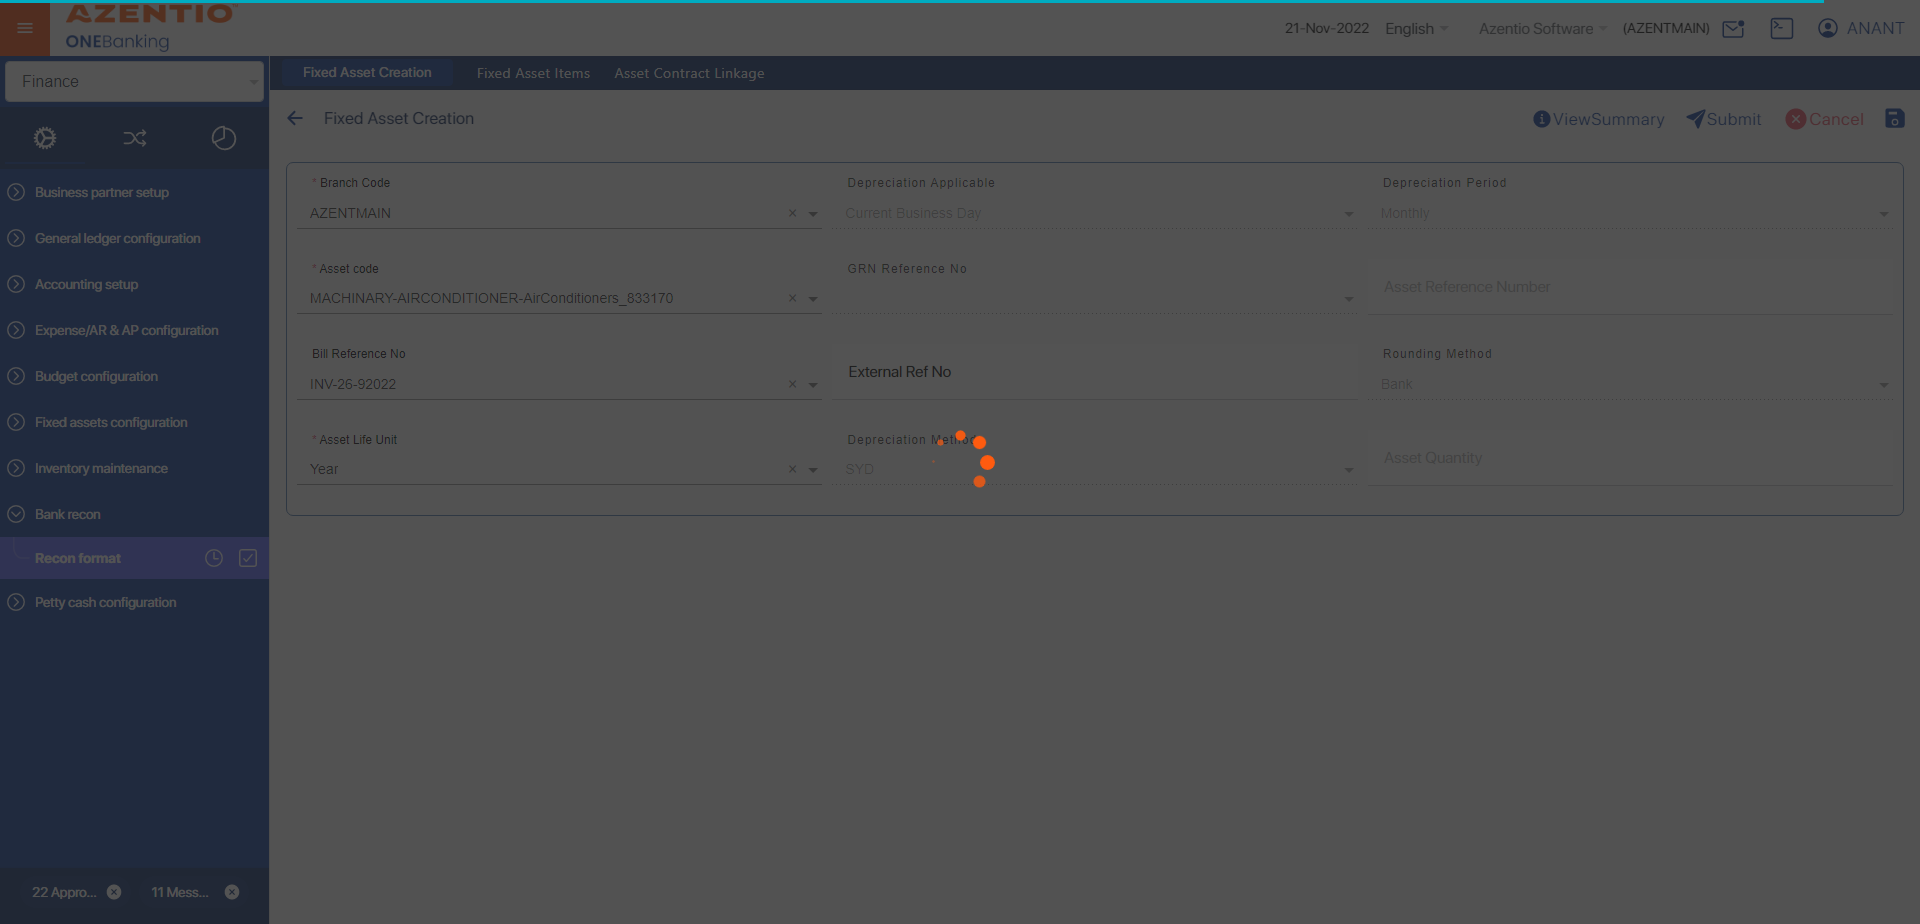 AZENTIO
ONEBanking
21-Nov-2022 English Azentio Software (AZENTMAIN) ANANT
Finance
Fixed Asset Creation Fixed Asset Items Asset Contract Linkage
Fixed Asset Creation
ViewSummary Submit Cancel
Business partner setup
General ledger configuration
Accounting setup
Expense/AR & AP configuration
Budget configuration
Fixed assets configuration
Inventory maintenance
Bank recon
Recon format
Petty cash configuration
22 Appro...
11 Mess...
* Branch Code
AZENTMAIN
Depreciation Applicable
Current Business Day
Depreciation Period
Monthly
* Asset code
MACHINARY-AIRCONDITIONER-AirConditioners_833170
GRN Reference No
Asset Reference Number
Bill Reference No
INV-26-92022
External Ref No
Rounding Method
Bank
* Asset Life Unit
Year
Depreciation Method
SYD
Asset Quantity